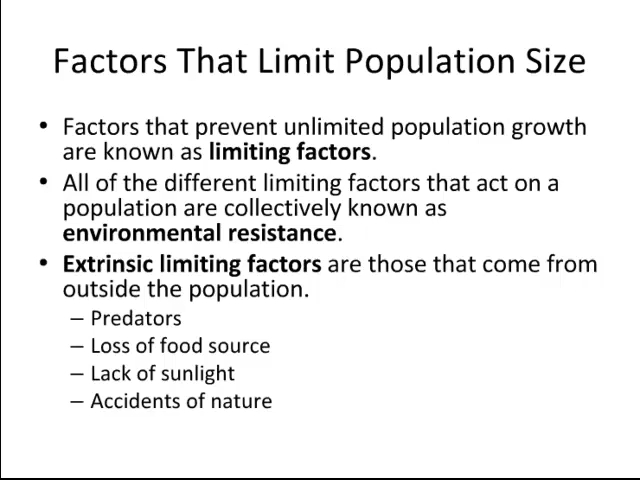 Factors That Limit Population Size
• Factors that prevent unlimited population growth
are known as limiting factors.
• All of the different limiting factors that act on a
population are collectively known as
environmental resistance.
• Extrinsic limiting factors are those that come from
outside the population.
– Predators
– Loss of food source
– Lack of sunlight
– Accidents of nature